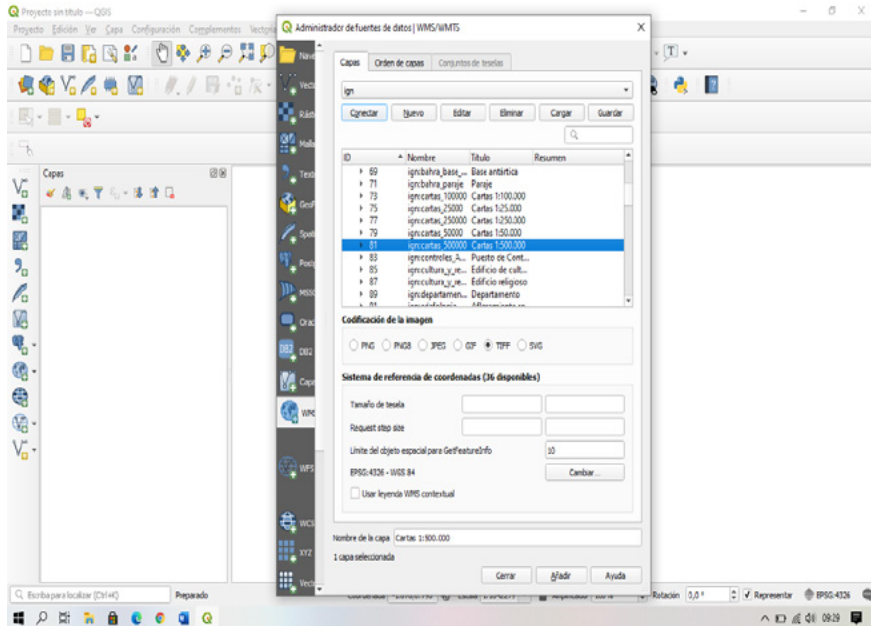 Proyecto sin título — QGIS
Proyecto Edición Ver Capa Configuración Complementos Vectorial
Administrador de fuentes de datos | WMS/WMTS
Capas Orden de capas Conjuntos de teselas
ign
Conectar Nuevo Editar Eliminar Cargar Guardar
ID Nombre Título Resumen
69 ign:bahra_base_... Base antártica
71 ign:bahra_paraje Paraje
73 ign:cartas_100000 Cartas 1:100.000
75 ign:cartas_25000 Cartas 1:25.000
77 ign:cartas_250000 Cartas 1:250.000
79 ign:cartas_50000 Cartas 1:50.000
81 ign:cartas_500000 Cartas 1:500.000
83 ign:controles_A... Puesto de Cont...
85 ign:cultura_y_re... Edificio de cult...
87 ign:cultura_y_re... Edificio religioso
89 ign:departamen... Departamento
Codificación de la imagen
PNG PNG8 JPEG GIF TIFF SVG
Sistema de referencia de coordenadas (36 disponibles)
Tamaño de tesela
Request step size
Límite del objeto espacial para GetFeatureInfo 10
EPSG:4326 - WGS 84 Cambiar...
Usar leyenda WMS contextual
Nombre de la capa Cartas 1:500.000
1 capa seleccionada
Cerrar Añadir Ayuda
Capas
DB2 DB2
WMS
WFS
WCS
XYZ
Escriba para localizar (Ctrl+K) Preparado
Rotación 0,0 ° Representar EPSG:4326
09:29